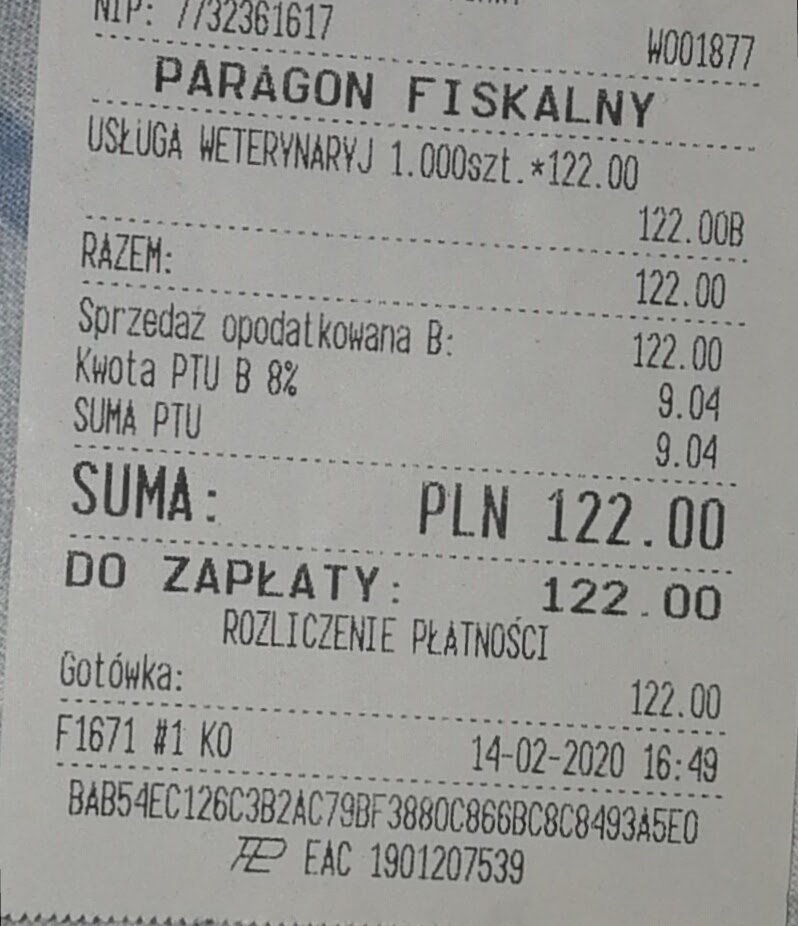 NIP: 7732361617
W001877
PARAGON FISKALNY
USŁUGA WETERYNARYJ 1.000szt.*122.00
122.00B
RAZEM: 122.00
Sprzedaż opodatkowana B: 122.00
Kwota PTU B 8% 9.04
SUMA PTU 9.04
SUMA: PLN 122.00
DO ZAPŁATY: 122.00
ROZLICZENIE PŁATNOŚCI
Gotówka: 122.00
F1671 #1 KO 14-02-2020 16:49
BAB54EC126C3B2AC79BF3880C866BC8C8493A5E0
EAC 1901207539